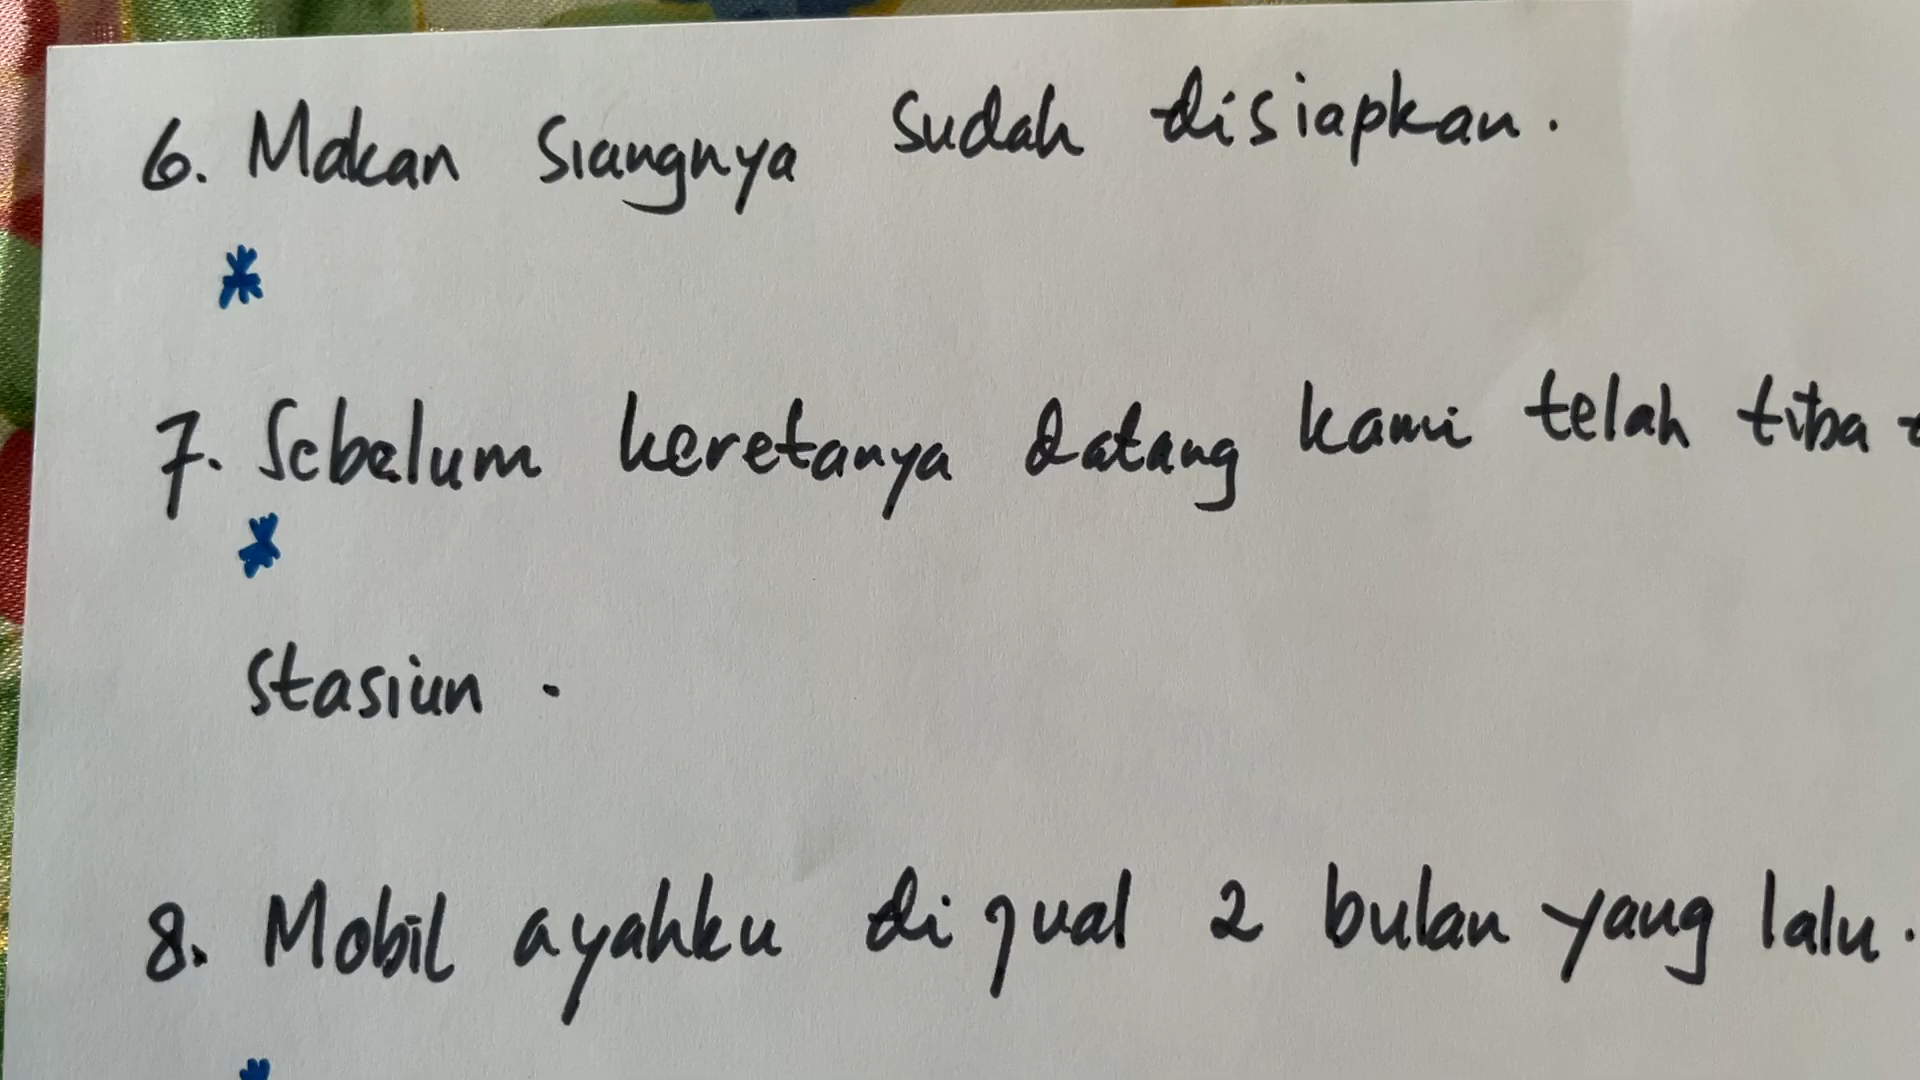 6. Makan siangnya sudah disiapkan.
*
7. Sebelum keretanya datang kami telah tiba
*
stasiun.
8. Mobil ayahku dijual 2 bulan yang lalu.
*